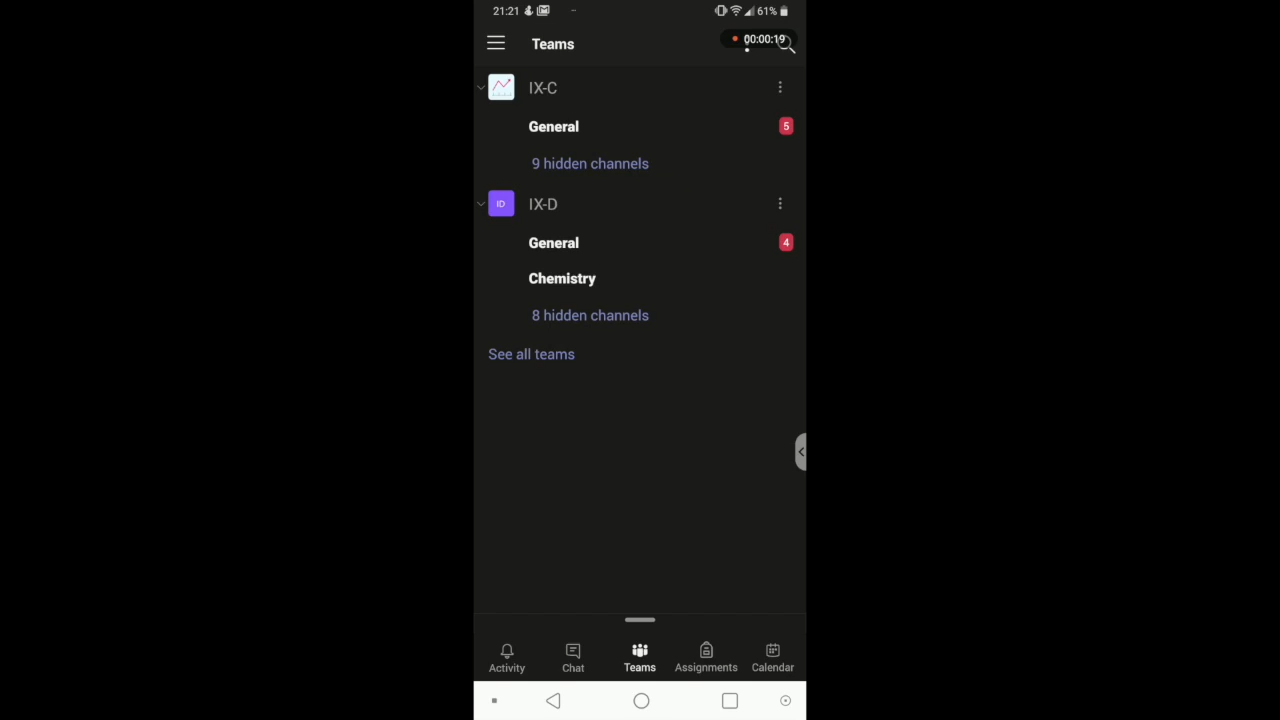 21:21
61%
Teams
00:00:19
IX-C
General
5
9 hidden channels
ID
IX-D
General
4
Chemistry
8 hidden channels
See all teams
Activity
Chat
Teams
Assignments
Calendar